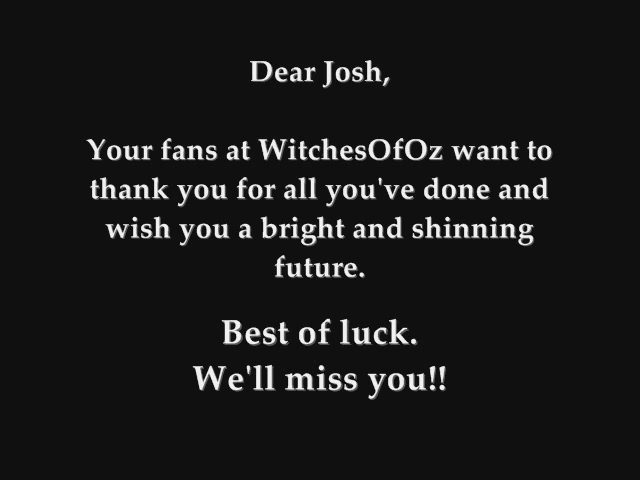 Dear Josh,
Your fans at WitchesOfOz want to
thank you for all you've done and
wish you a bright and shinning
future.
Best of luck.
We'll miss you!!